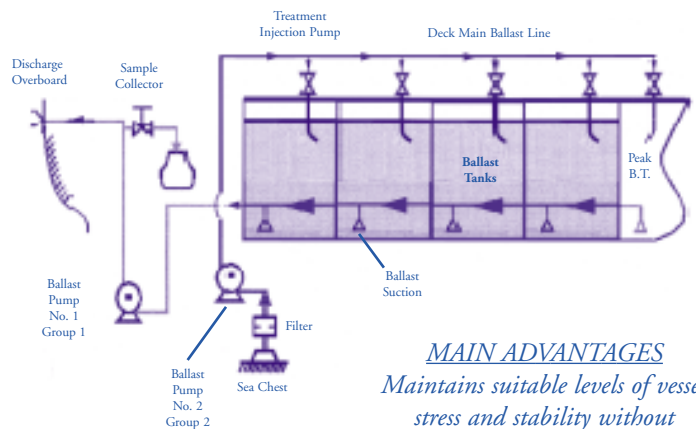 Treatment
Injection Pump
Deck Main Ballast Line
Discharge
Overboard
Sample
Collector
Ballast
Tanks
Peak
B.T.
Ballast
Suction
Ballast
Pump
No. 1
Group 1
Filter
Sea Chest
Ballast
Pump
No. 2
Group 2
MAIN ADVANTAGES
Maintains suitable levels of vesse
stress and stability without